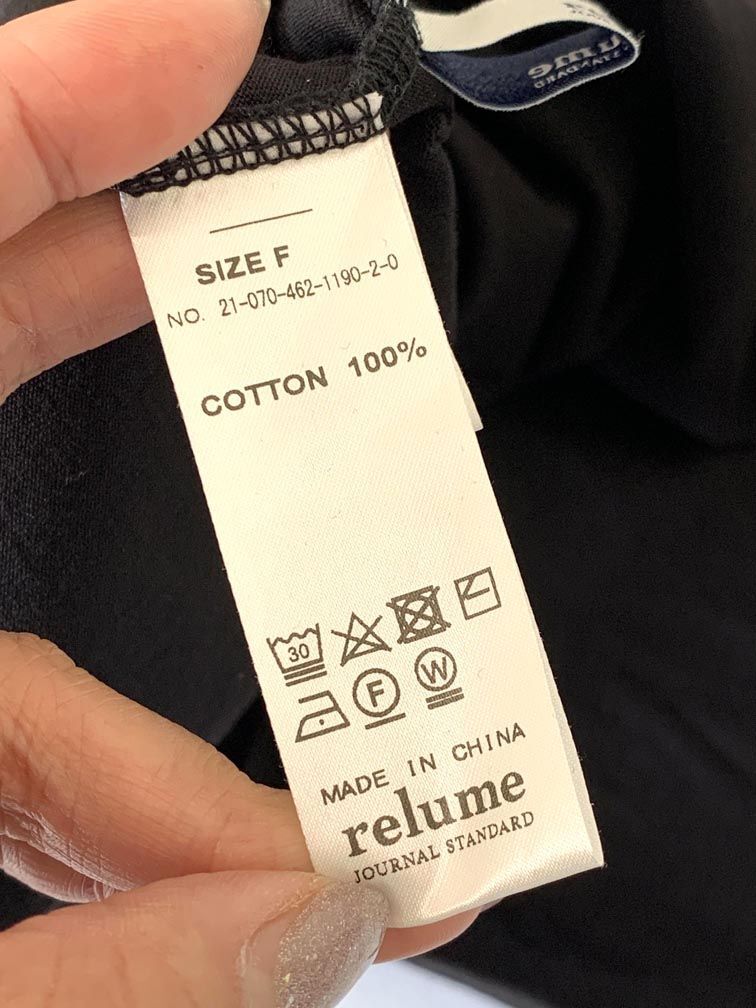 SIZE F
NO. 21-070-462-1190-2-0
COTTON 100%
30
F
W
MADE IN CHINA
relume
JOURNAL STANDARD